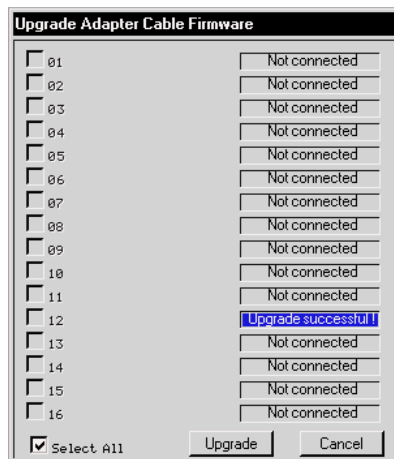 Upgrade Adapter Cable Firmware
01 Not connected
02 Not connected
03 Not connected
04 Not connected
05 Not connected
06 Not connected
07 Not connected
08 Not connected
09 Not connected
10 Not connected
11 Not connected
12 Upgrade successful !
13 Not connected
14 Not connected
15 Not connected
16 Not connected
Select All Upgrade Cancel